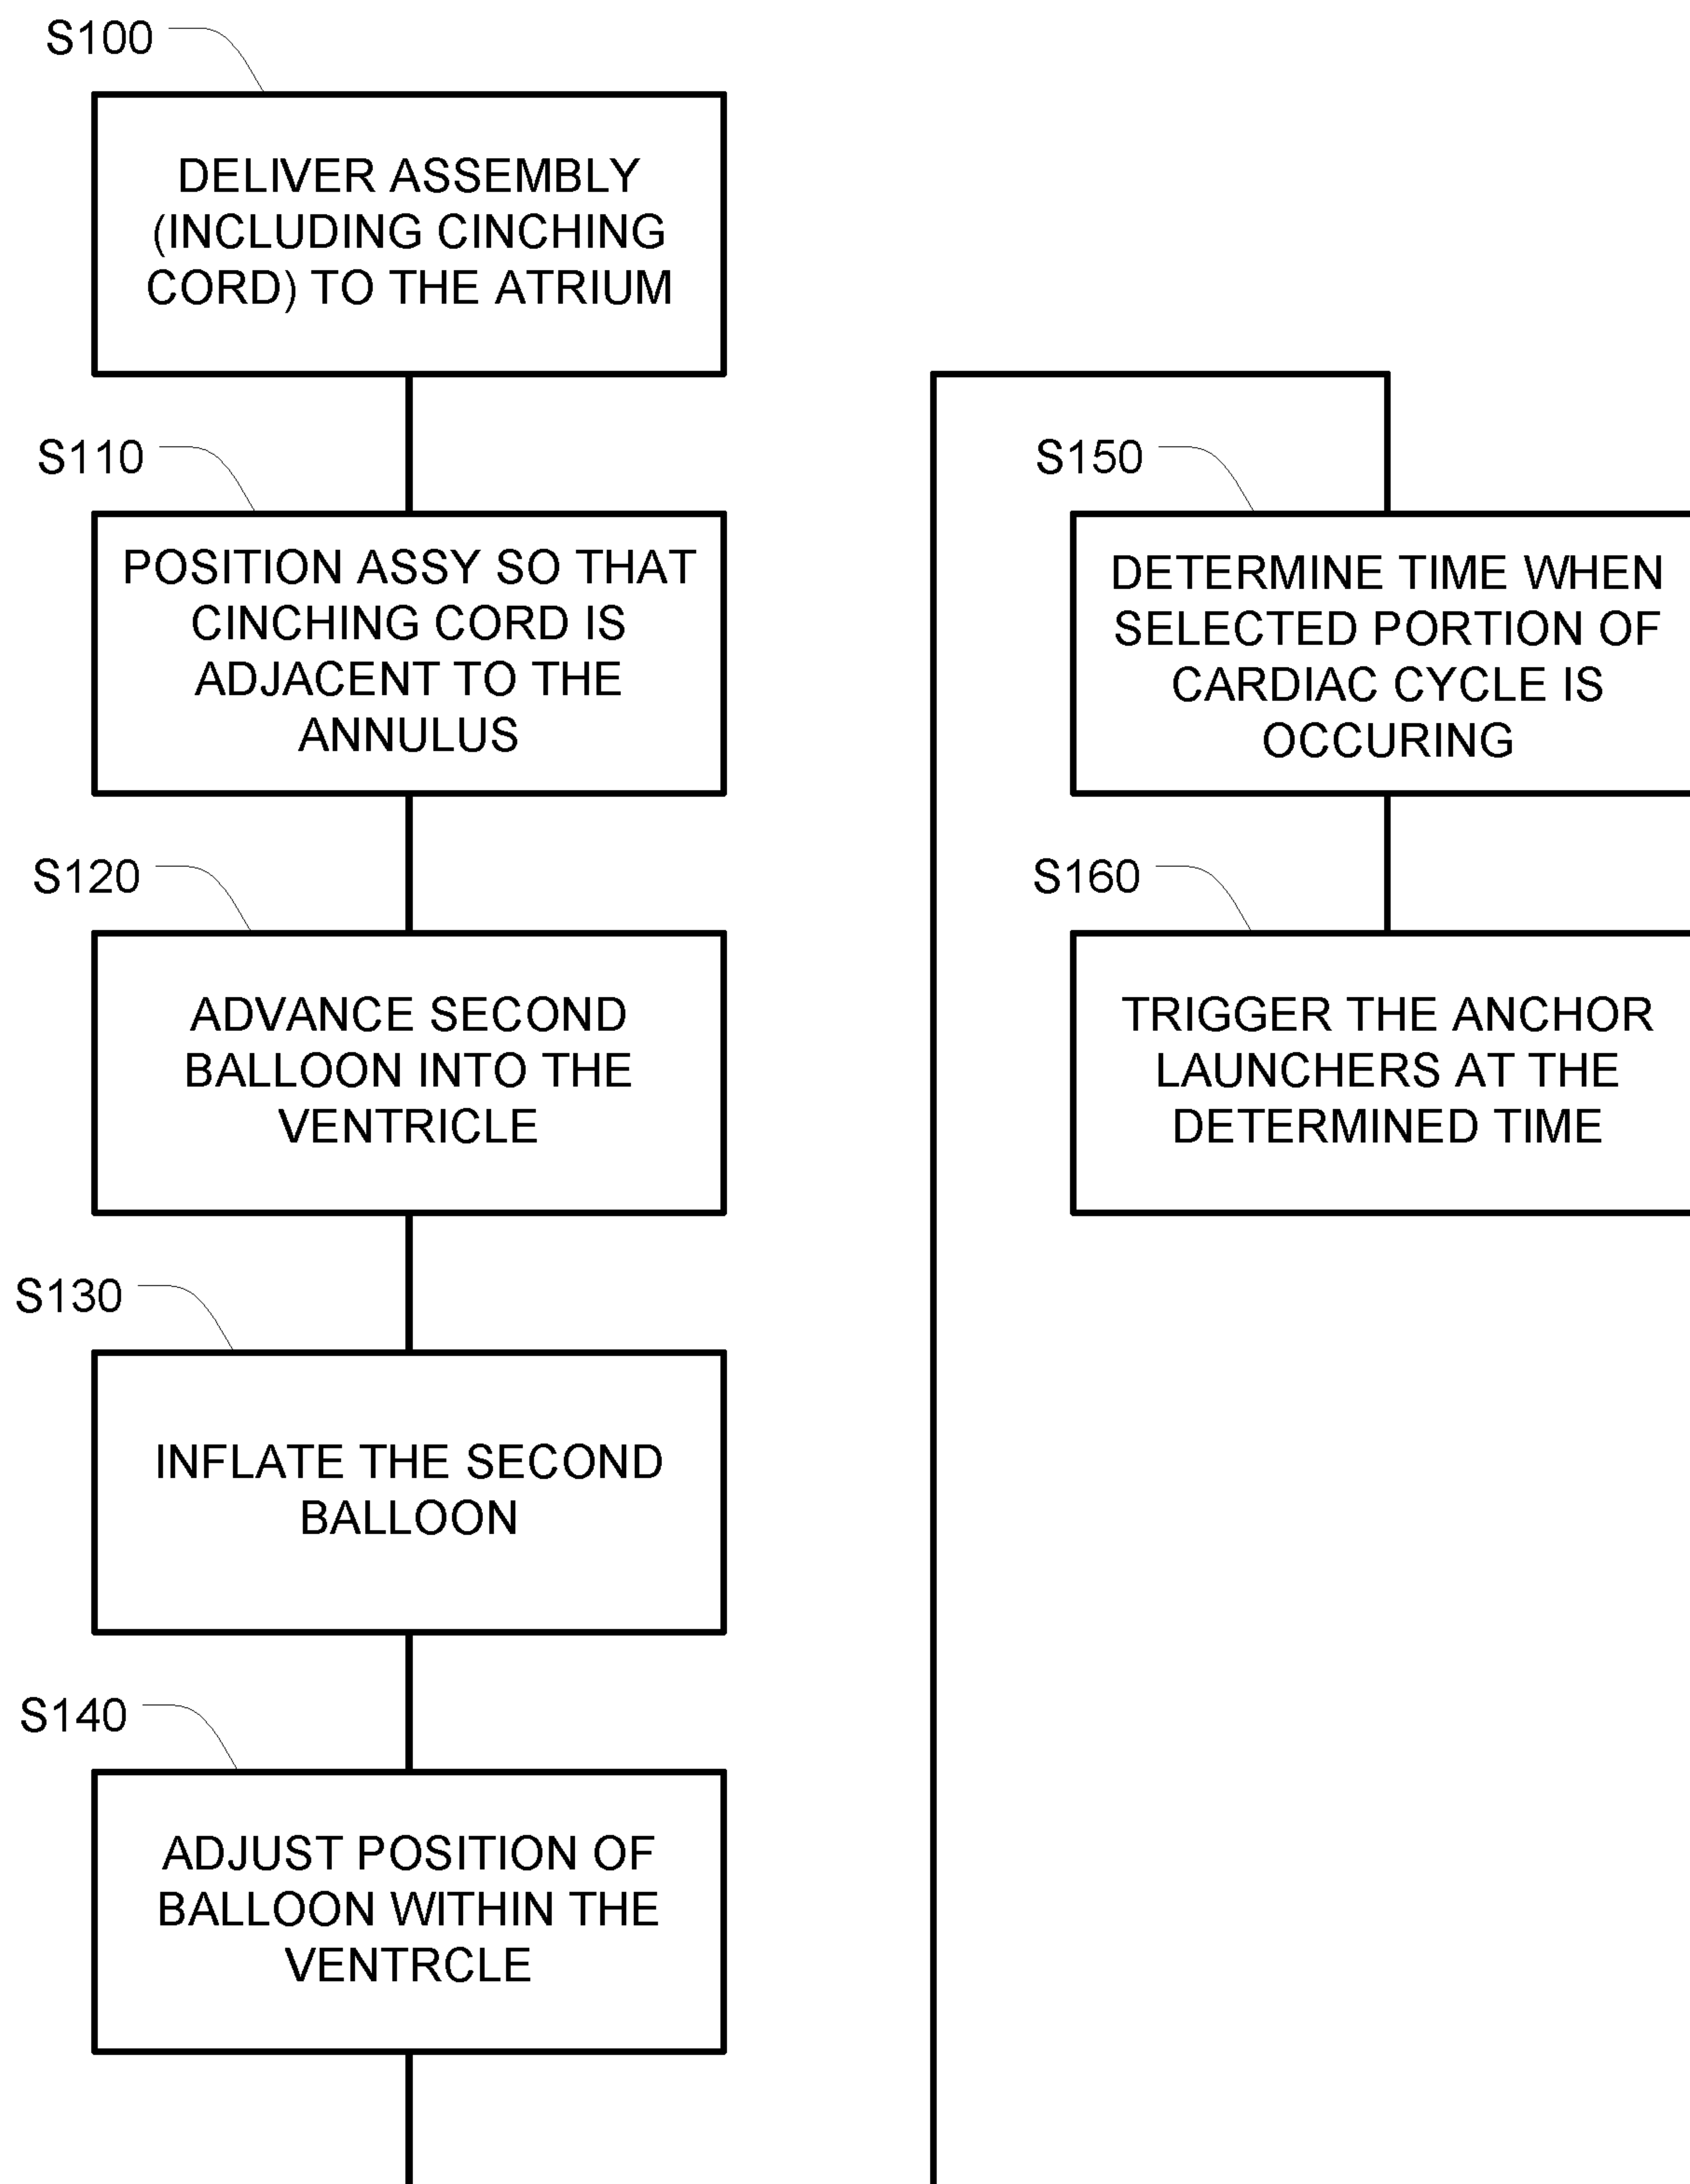 S100
DELIVER ASSEMBLY
(INCLUDING CINCHING
CORD) TO THE ATRIUM
S110
POSITION ASSY SO THAT
CINCHING CORD IS
ADJACENT TO THE
ANNULUS
S120
ADVANCE SECOND
BALLOON INTO THE
VENTRICLE
S130
INFLATE THE SECOND
BALLOON
S140
ADJUST POSITION OF
BALLOON WITHIN THE
VENTRCLE
S150
DETERMINE TIME WHEN
SELECTED PORTION OF
CARDIAC CYCLE IS
OCCURING
S160
TRIGGER THE ANCHOR
LAUNCHERS AT THE
DETERMINED TIME